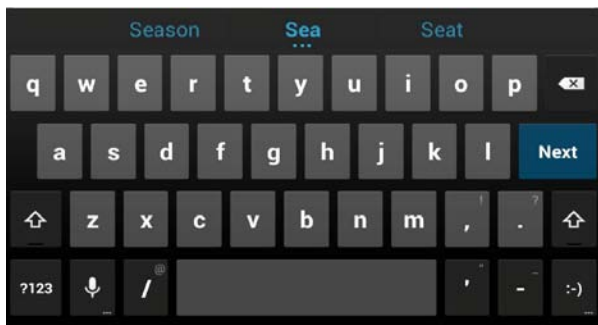 Season Sea Seat
q w e r t y u i o p
a s d f g h j k l Next
z x c v b n m , ! . ?
?123 / @ ' " - _ :-)